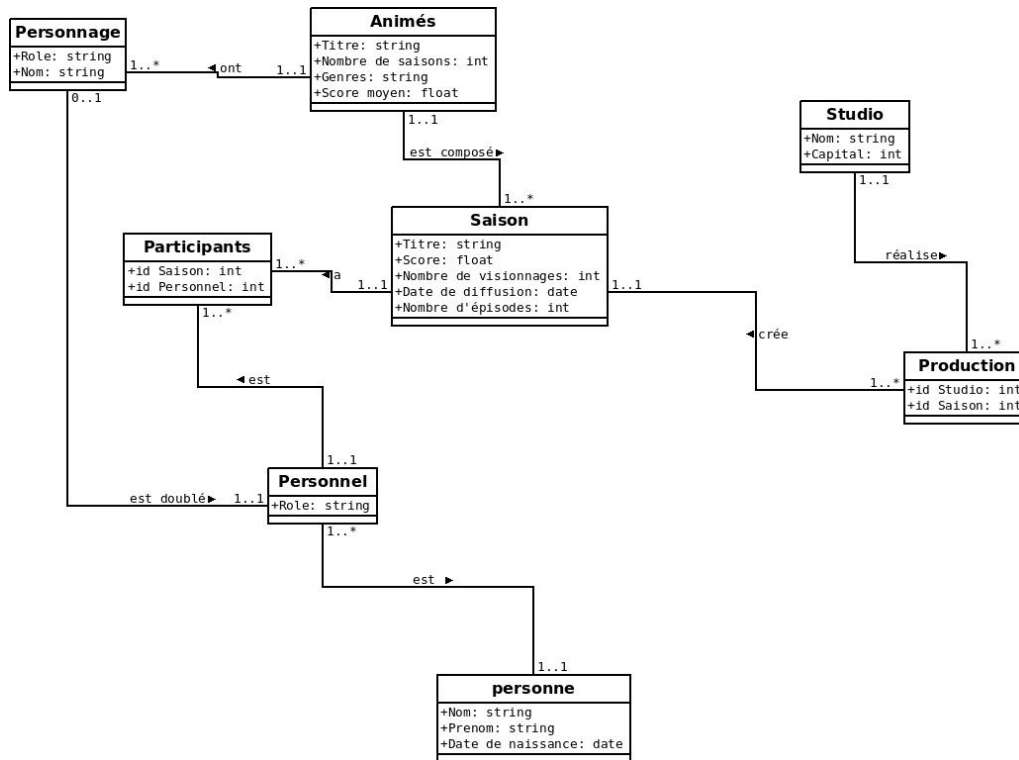 Personnage
+Role: string
+Nom: string
1..*
◄ ont
1..1
0..1
Animés
+Titre: string
+Nombre de saisons: int
+Genres: string
+Score moyen: float
1..1
est composé ►
1..*
Studio
+Nom: string
+Capital: int
1..1
réalise ►
1..*
Saison
+Titre: string
+Score: float
+Nombre de visionnages: int
+Date de diffusion: date
+Nombre d'épisodes: int
1..1
◄ a
1..*
1..1
◄ crée
1..*
Participants
+id Saison: int
+id Personnel: int
1..*
◄ est
1..1
Production
+id Studio: int
+id Saison: int
Personnel
+Role: string
est doublé ►
1..1
1..*
est ►
1..1
personne
+Nom: string
+Prenom: string
+Date de naissance: date